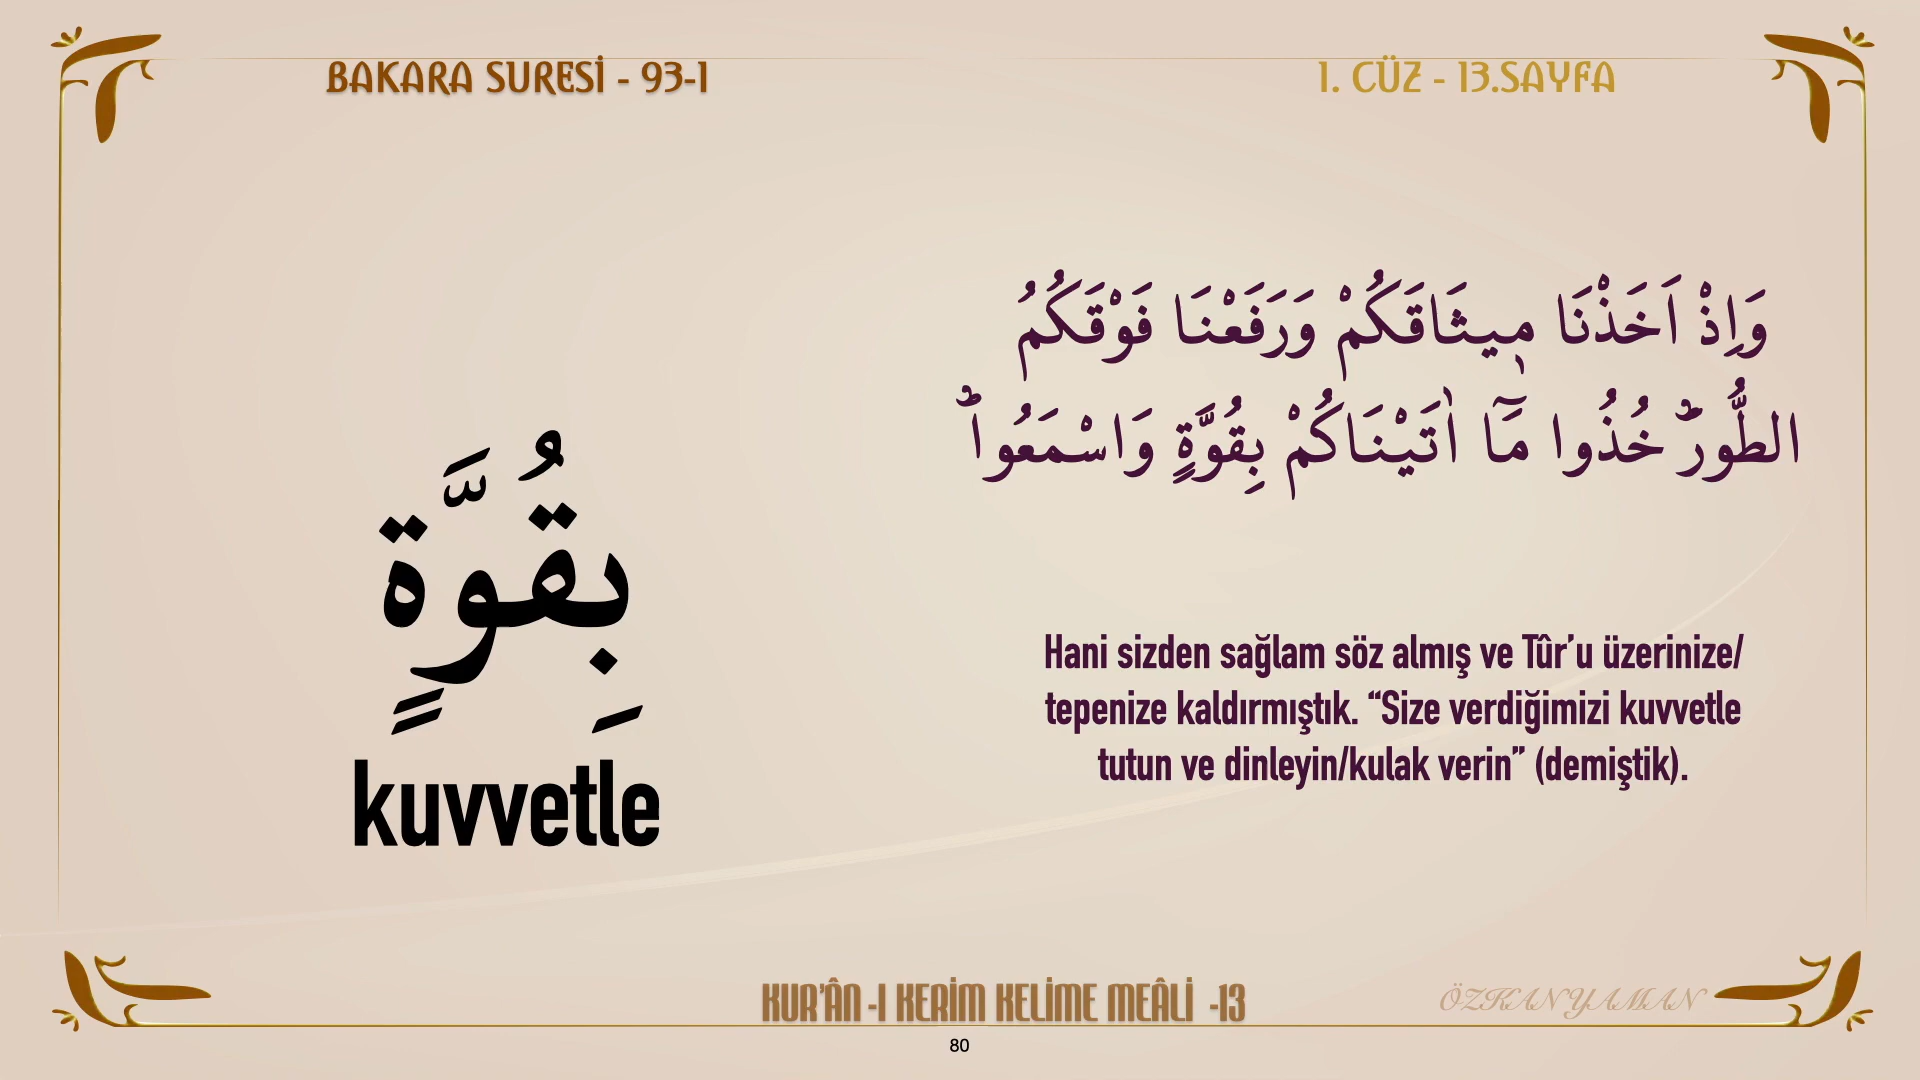 BAKARA SURESİ - 93-1
1. CÜZ - 13.SAYFA
وَاِذْ اَخَذْنَا م۪يثَاقَكُمْ وَرَفَعْنَا فَوْقَكُمُ
الطُّورَۜ خُذُوا مَٓا اٰتَيْنَاكُمْ بِقُوَّةٍ وَاسْمَعُواۜ
بِقُوَّةٍ
kuvvetle
Hani sizden sağlam söz almış ve Tûr’u üzerinize/
tepenize kaldırmıştık. “Size verdiğimizi kuvvetle
tutun ve dinleyin/kulak verin” (demiştik).
KUR’ÂN -I KERİM KELİME MEÂLİ -13
ÖZKAN YAMAN
80